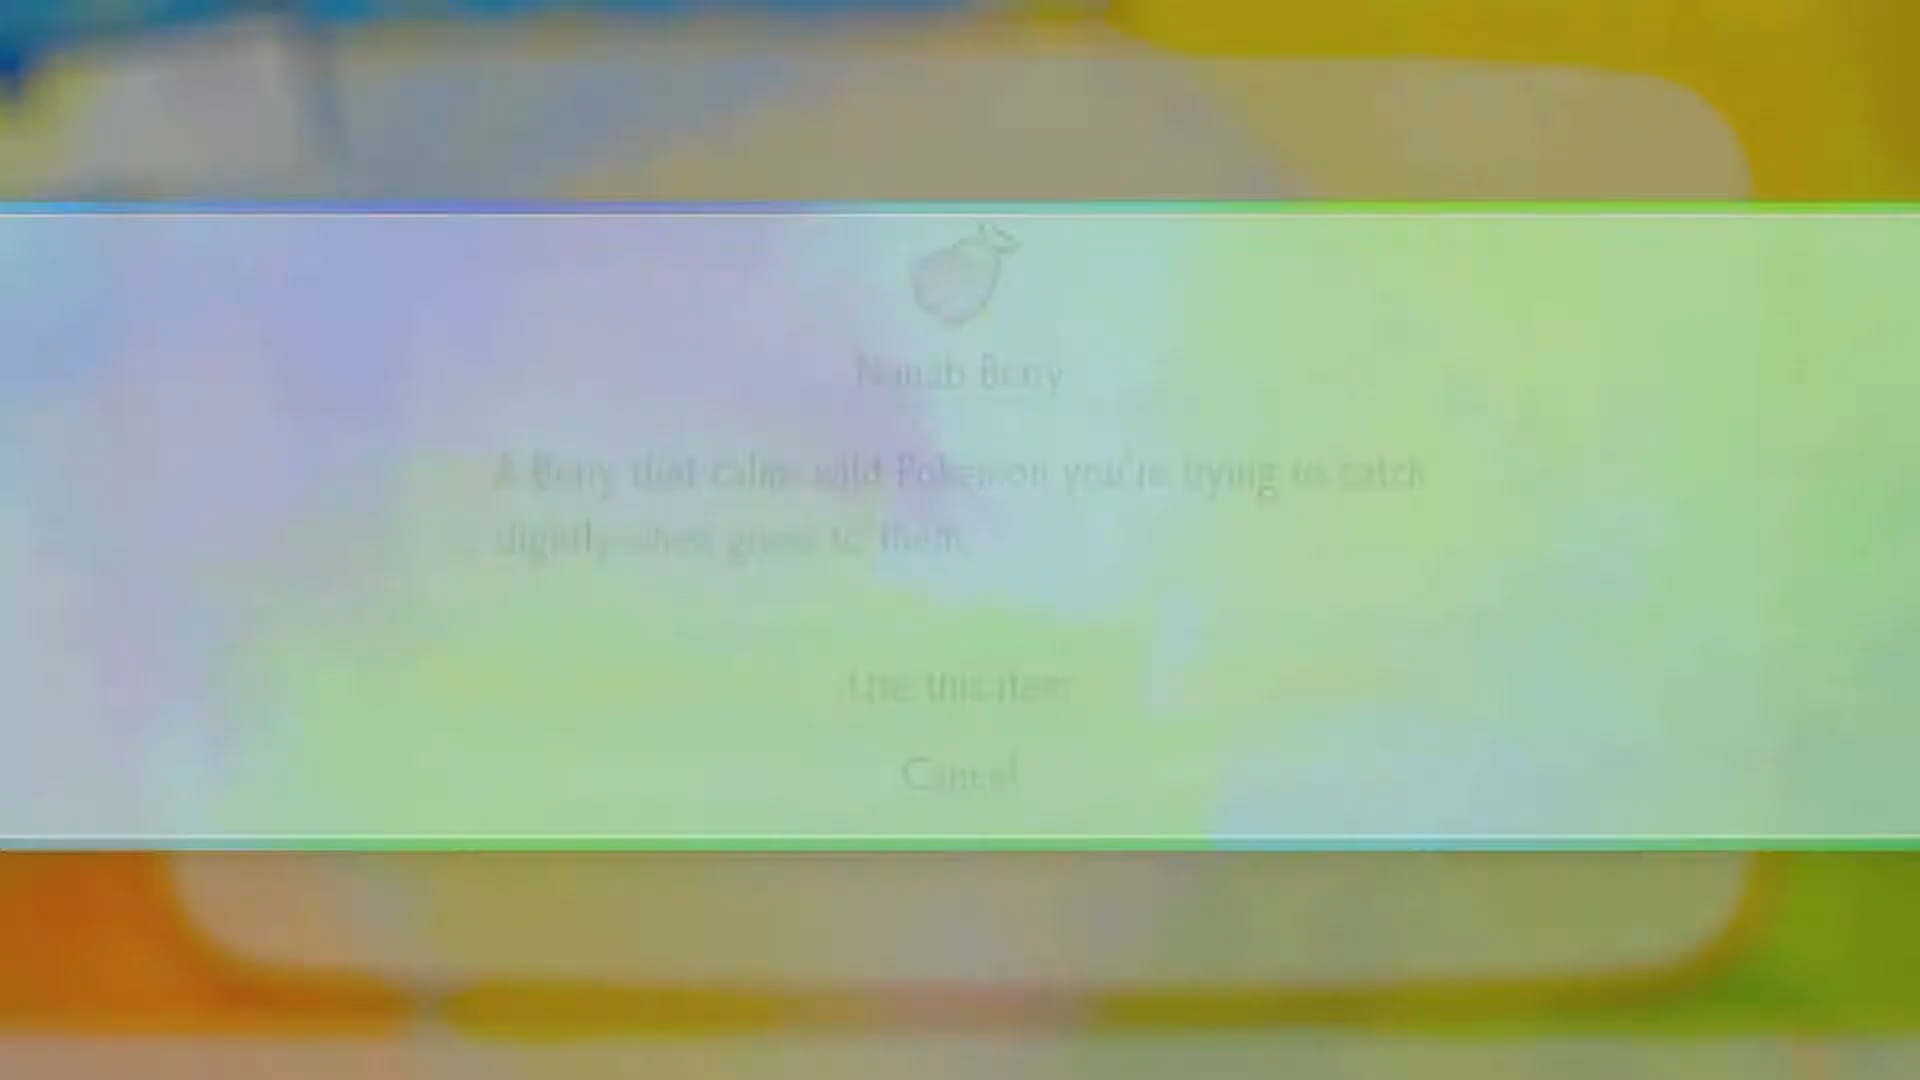 Nanab Berry
A Berry that calms wild Pokémon you're trying to catch
slightly when given to them.
Use this item
Cancel